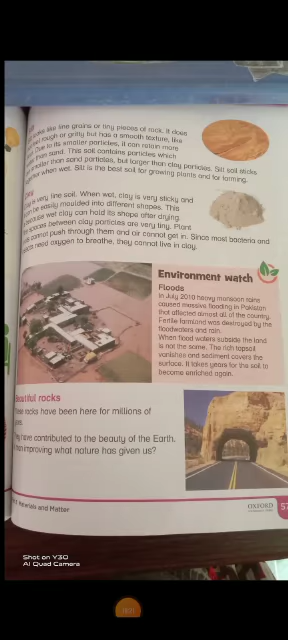 looks like fine grains or tiny pieces of rock. It does
feel rough or gritty but has a smooth texture, like
Due to its smaller particles, it can retain more
than sand. This soil contains particles which
smaller than sand particles, but larger than clay particles. Silt soil sticks
together when wet. Silt is the best soil for growing plants and for farming.
is very fine soil. When wet, clay is very sticky and
can be easily moulded into different shapes. This
because wet clay can hold its shape after drying.
spaces between clay particles are very tiny. Plant
cannot push through them and air cannot get in. Since most bacteria and
need oxygen to breathe, they cannot live in clay.
Environment watch
Floods
In July 2010 heavy monsoon rains
caused massive flooding in Pakistan
that affected almost all of the country.
Fertile farmland was destroyed by the
floodwaters and rain.
When flood waters subside the land
is not the same. The rich topsoil
vanishes and sediment covers the
surface. It takes years for the soil to
become enriched again.
Beautiful rocks
These rocks have been here for millions of
They have contributed to the beauty of the Earth.
improving what nature has given us?
Materials and Matter
OXFORD
57
Shot on Y30
AI Quad Camera